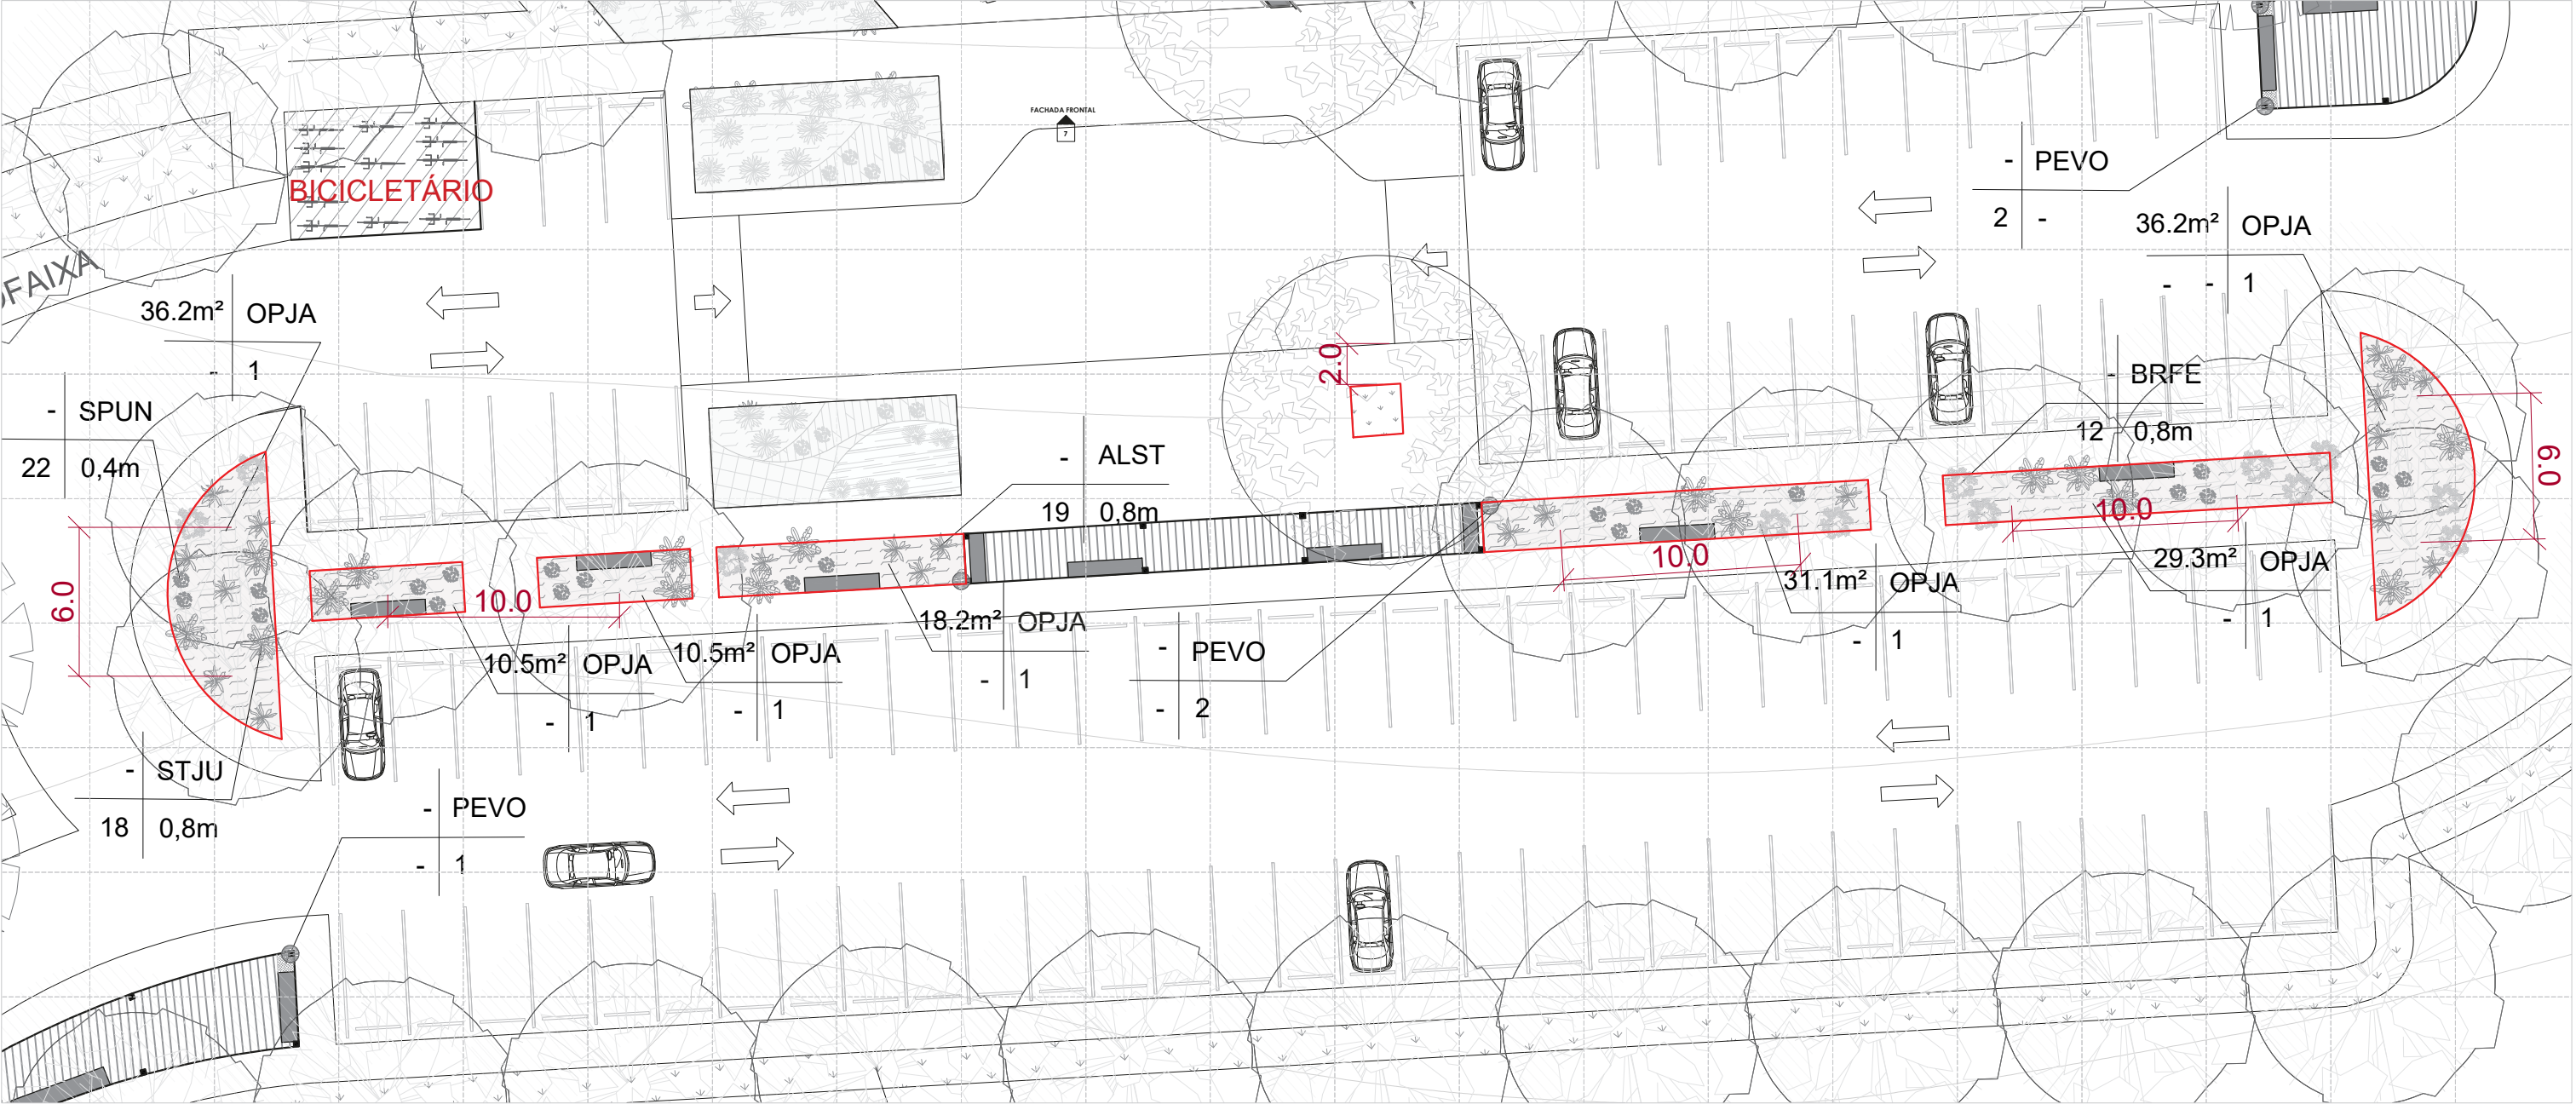 FACHADA FRONTAL
7
BICICLETÁRIO
- PEVO
2 -
36.2m² OPJA
- - 1
FAIXA
36.2m² OPJA
- 1
2.0
- BRFE
12 0,8m
- SPUN
22 0,4m
- ALST
19 0,8m
6.0
10.0
10.0
6.0
10.0
29.3m² OPJA
- 1
31.1m² OPJA
- 1
18.2m² OPJA
- 1
10.5m² OPJA
- 1
10.5m² OPJA
- 1
- PEVO
- 2
- STJU
18 0,8m
- PEVO
- 1